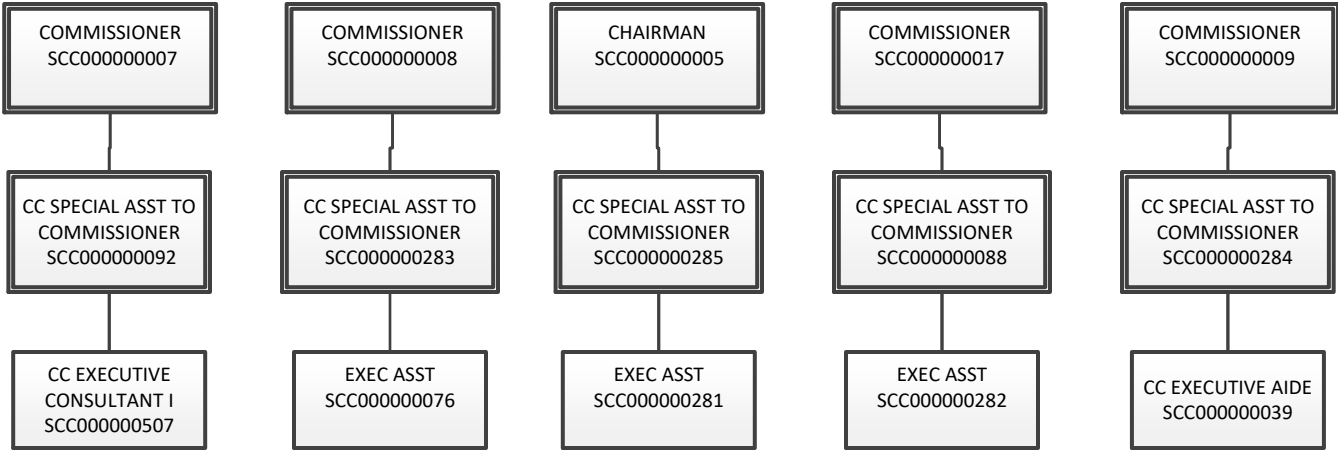 COMMISSIONER
SCC000000007
COMMISSIONER
SCC000000008
CHAIRMAN
SCC000000005
COMMISSIONER
SCC000000017
COMMISSIONER
SCC000000009
CC SPECIAL ASST TO
COMMISSIONER
SCC000000092
CC SPECIAL ASST TO
COMMISSIONER
SCC000000283
CC SPECIAL ASST TO
COMMISSIONER
SCC000000285
CC SPECIAL ASST TO
COMMISSIONER
SCC000000088
CC SPECIAL ASST TO
COMMISSIONER
SCC000000284
CC EXECUTIVE
CONSULTANT I
SCC000000507
EXEC ASST
SCC000000076
EXEC ASST
SCC000000281
EXEC ASST
SCC000000282
CC EXECUTIVE AIDE
SCC000000039